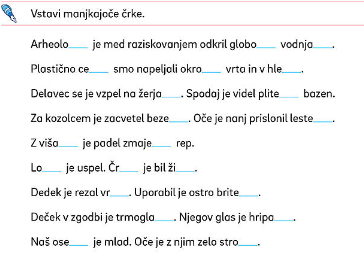 Vstavi manjkajoče črke.
Arheolo___ je med raziskovanjem odkril globo___ vodnja___.
Plastično ce___ smo napeljali okro___ vrta in v hle___.
Delavec se je vzpel na žerja___. Spodaj je videl plite___ bazen.
Za kozolcem je zacvetel beze___. Oče je nanj prislonil leste___.
Z viša___ je padel zmaje___ rep.
Lo___ je uspel. Čr___ je bil ži___
Dedek je rezal vr___. Uporabil je ostro brite___.
Deček v zgodbi je trmogla___. Njegov glas je hripa___.
Naš ose___ je mlad. Oče je z njim zelo stro___.